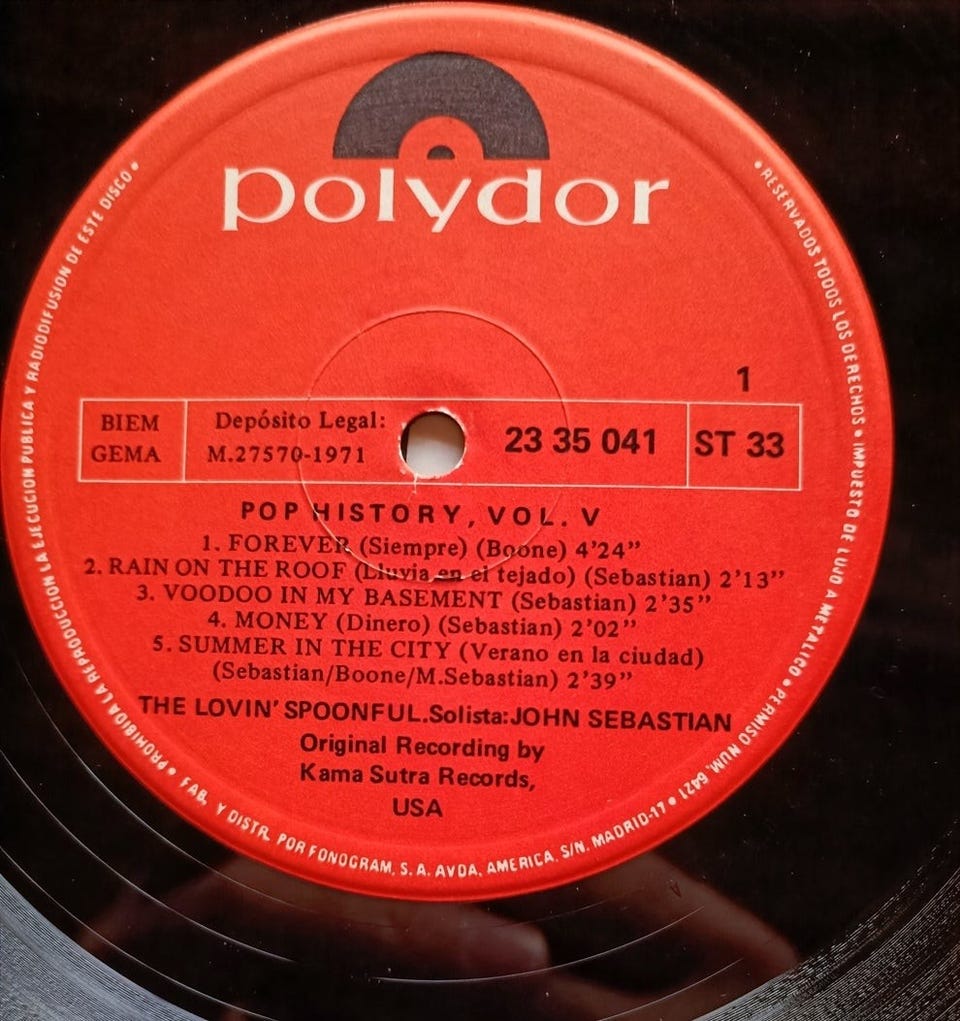 polydor
1
BIEM
GEMA
Depósito Legal:
M.27570-1971
23 35 041
ST 33
POP HISTORY, VOL. V
1. FOREVER (Siempre) (Boone) 4'24"
2. RAIN ON THE ROOF (Lluvia en el tejado) (Sebastian) 2'13"
3. VOODOO IN MY BASEMENT (Sebastian) 2'35"
4. MONEY (Dinero) (Sebastian) 2'02"
5. SUMMER IN THE CITY (Verano en la ciudad)
(Sebastian/Boone/M.Sebastian) 2'39"
THE LOVIN' SPOONFUL.Solista:JOHN SEBASTIAN
Original Recording by
Kama Sutra Records,
USA
• RESERVADOS TODOS LOS DERECHOS • IMPUESTO DE LUJO A METALICO • PERMISO NUM. 6421 • FAB. Y DISTR. POR FONOGRAM, S. A. AVDA. AMERICA, S/N. MADRID-17 • PROHIBIDA LA REPRODUCCION LA EJECUCION PUBLICA Y RADIODIFUSION DE ESTE DISCO •